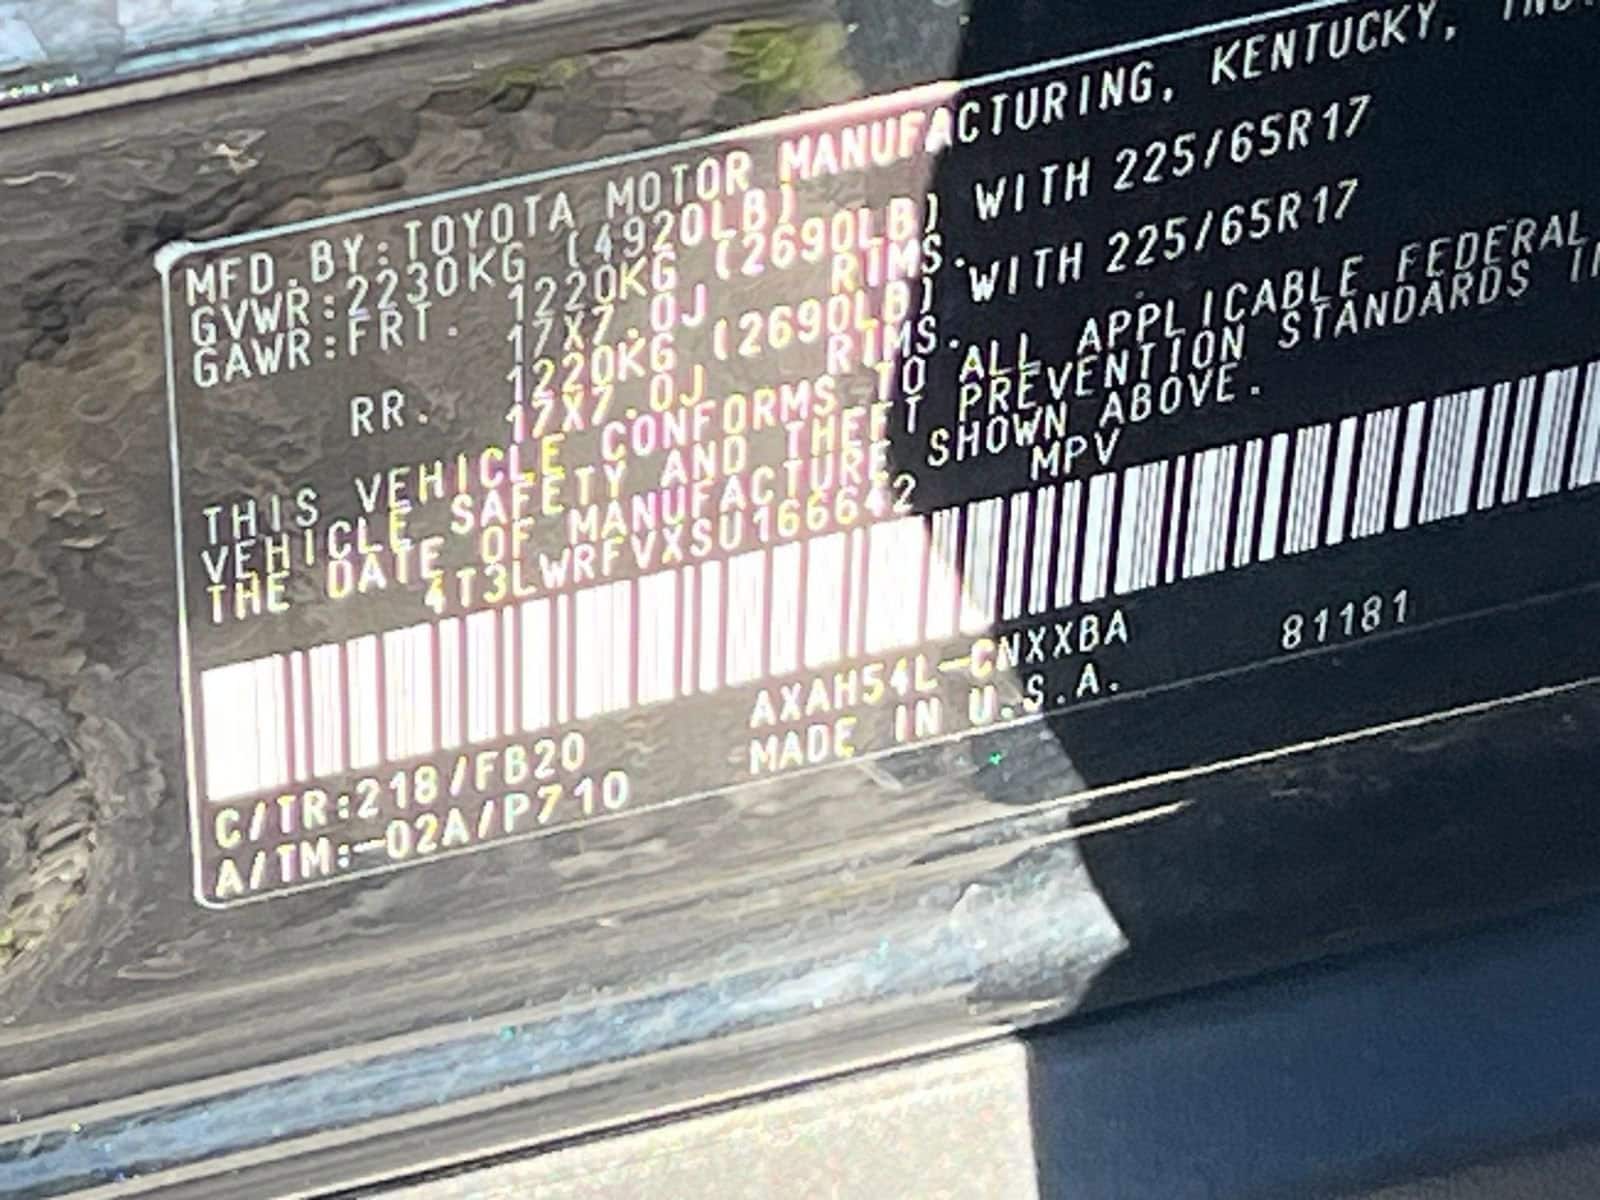 MFD.BY:TOYOTA MOTOR MANUFACTURING, KENTUCKY,
GVWR:2230KG (4920LB)
GAWR:FRT. 1220KG (2690LB) WITH 225/65R17
17X7.0J RIMS.
RR. 1220KG (2690LB) WITH 225/65R17
17X7.0J RIMS.
THIS VEHICLE CONFORMS TO ALL APPLICABLE FEDERAL
VEHICLE SAFETY AND THEFT PREVENTION STANDARDS
THE DATE OF MANUFACTURE SHOWN ABOVE.
4T3LWRFVXSU166642 MPV
C/TR:218/FB20 AXAH54L-CNXXBA 81181
A/TM:-02A/P710 MADE IN U.S.A.